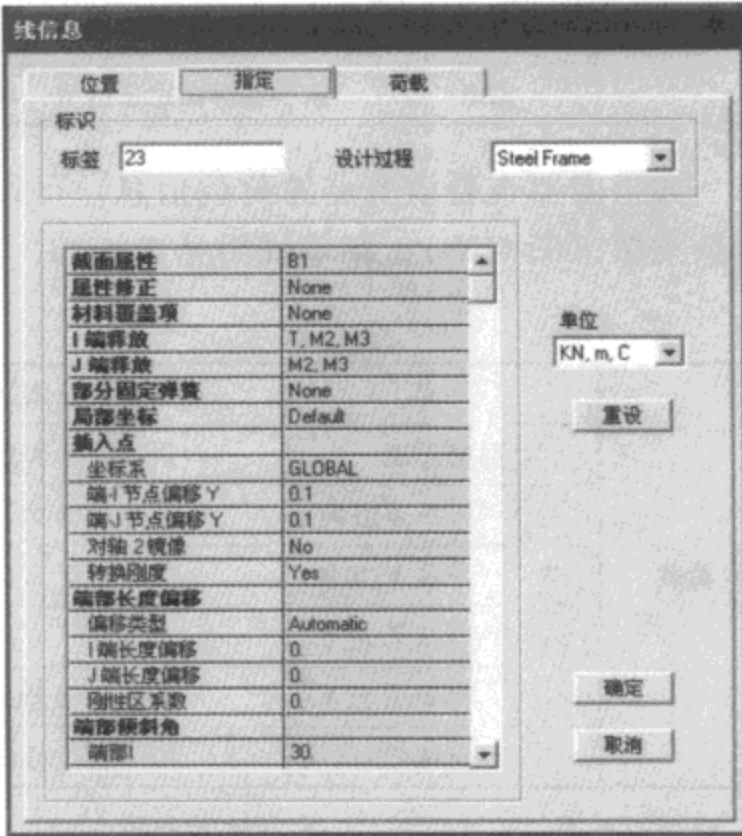 线信息
位置 指定 荷载
标识
标签 23 设计过程 Steel Frame
截面属性 B1
属性修正 None
材料覆盖项 None
I 端释放 T, M2, M3
J 端释放 M2, M3
部分固定弹簧 None
局部坐标 Default
插入点
坐标系 GLOBAL
端-I 节点偏移 Y 0.1
端-J 节点偏移 Y 0.1
对轴 2 镜像 No
转换刚度 Yes
端部长度偏移
偏移类型 Automatic
I 端长度偏移 0.
J 端长度偏移 0.
刚性区系数 0.
端部倾斜角
端部I 30.
单位
KN, m, C
重设
确定
取消